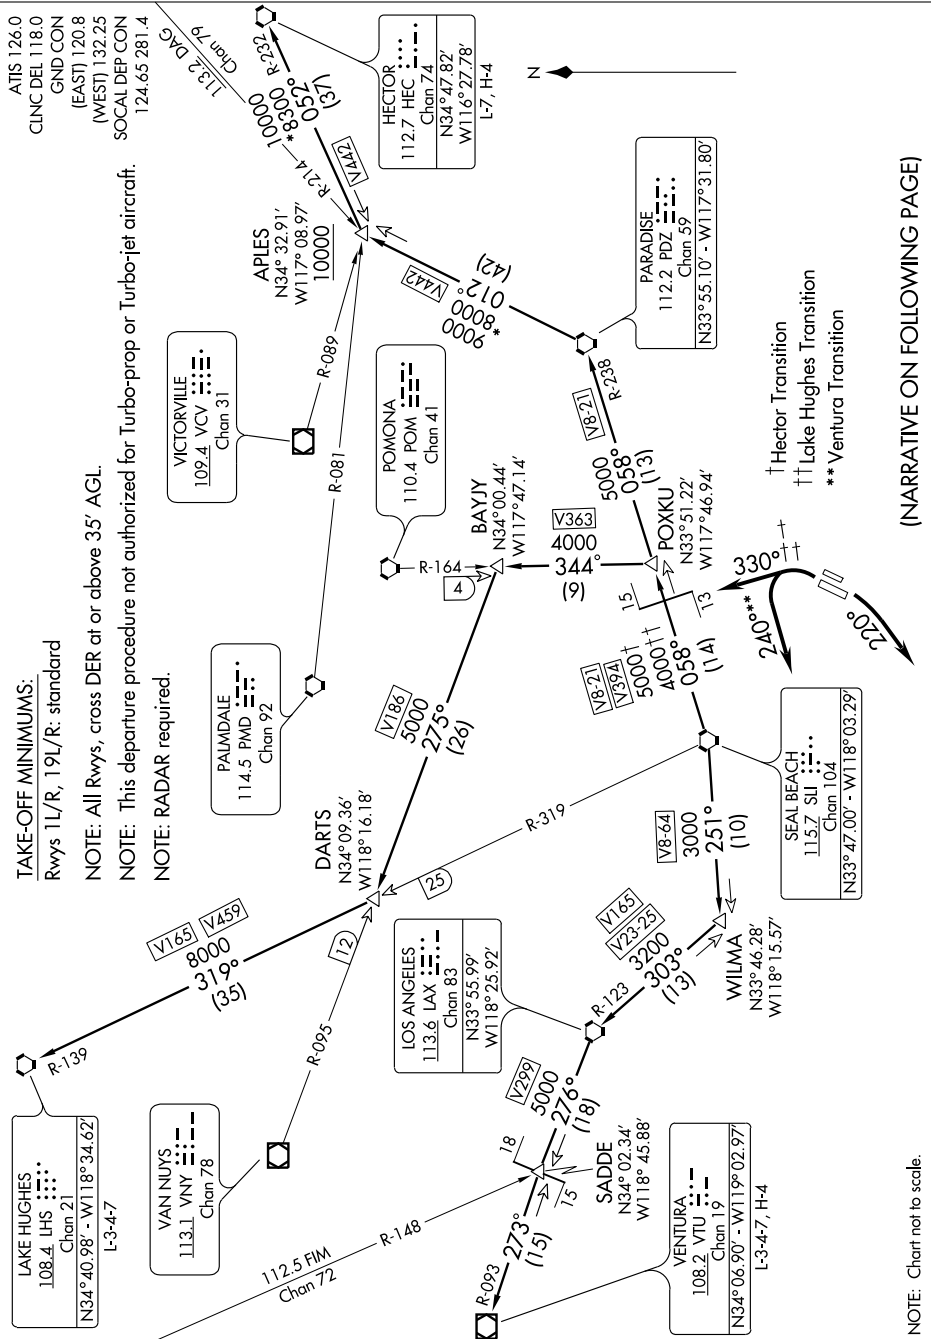 TAKE-OFF MINIMUMS:
Rwys 1L/R, 19L/R: standard
NOTE: All Rwys, cross DER at or above 35' AGL.
NOTE: This departure procedure not authorized for Turbo-prop or Turbo-jet aircraft.
NOTE: RADAR required.
ATIS 126.0
CLNC DEL 118.0
GND CON
(EAST) 120.8
(WEST) 132.25
SOCAL DEP CON
124.65 281.4
LAKE HUGHES
108.4 LHS
Chan 21
N34°40.98' - W118°34.62'
L-3-4-7
R-139
V165
V459
8000
319°
(35)
VAN NUYS
113.1 VNY
Chan 78
R-095
12
DARTS
N34°09.36'
W118°16.18'
25
R-319
PALMDALE
114.5 PMD
Chan 92
R-081
VICTORVILLE
109.4 VCV
Chan 31
R-089
APLES
N34° 32.91'
W117° 08.97'
10000
113.2 DAG
Chan 79
R-214
R-232
10000
*8300
052°
(37)
V442
HECTOR
112.7 HEC
Chan 74
N34°47.82'
W116°27.78'
L-7, H-4
N
POMONA
110.4 POM
Chan 41
R-164
4
BAYJY
N34°00.44'
W117°47.14'
V186
5000
275°
(26)
V363
4000
344°
(9)
V442
9000
*8000
012°
(42)
PARADISE
112.2 PDZ
Chan 59
N33°55.10' - W117°31.80'
R-238
V8-21
5000
058°
(13)
POXKU
N33°51.22'
W117°46.94'
15
13
V8-21
V394
5000†
4000††
058°
(14)
LOS ANGELES
113.6 LAX
Chan 83
N33°55.99'
W118°25.92'
R-123
V165
V23-25
3200
303°
(13)
WILMA
N33°46.28'
W118°15.57'
V8-64
3000
251°
(10)
SEAL BEACH
115.7 SLI
Chan 104
N33°47.00' - W118°03.29'
330°††
240°**
220°
†Hector Transition
††Lake Hughes Transition
**Ventura Transition
112.5 FIM
Chan 72
R-148
V299
5000
276°
(18)
18
15
SADDE
N34° 02.34'
W118° 45.88'
R-093
273°
(15)
VENTURA
108.2 VTU
Chan 19
N34°06.90' - W119°02.97'
L-3-4-7, H-4
(NARRATIVE ON FOLLOWING PAGE)
NOTE: Chart not to scale.